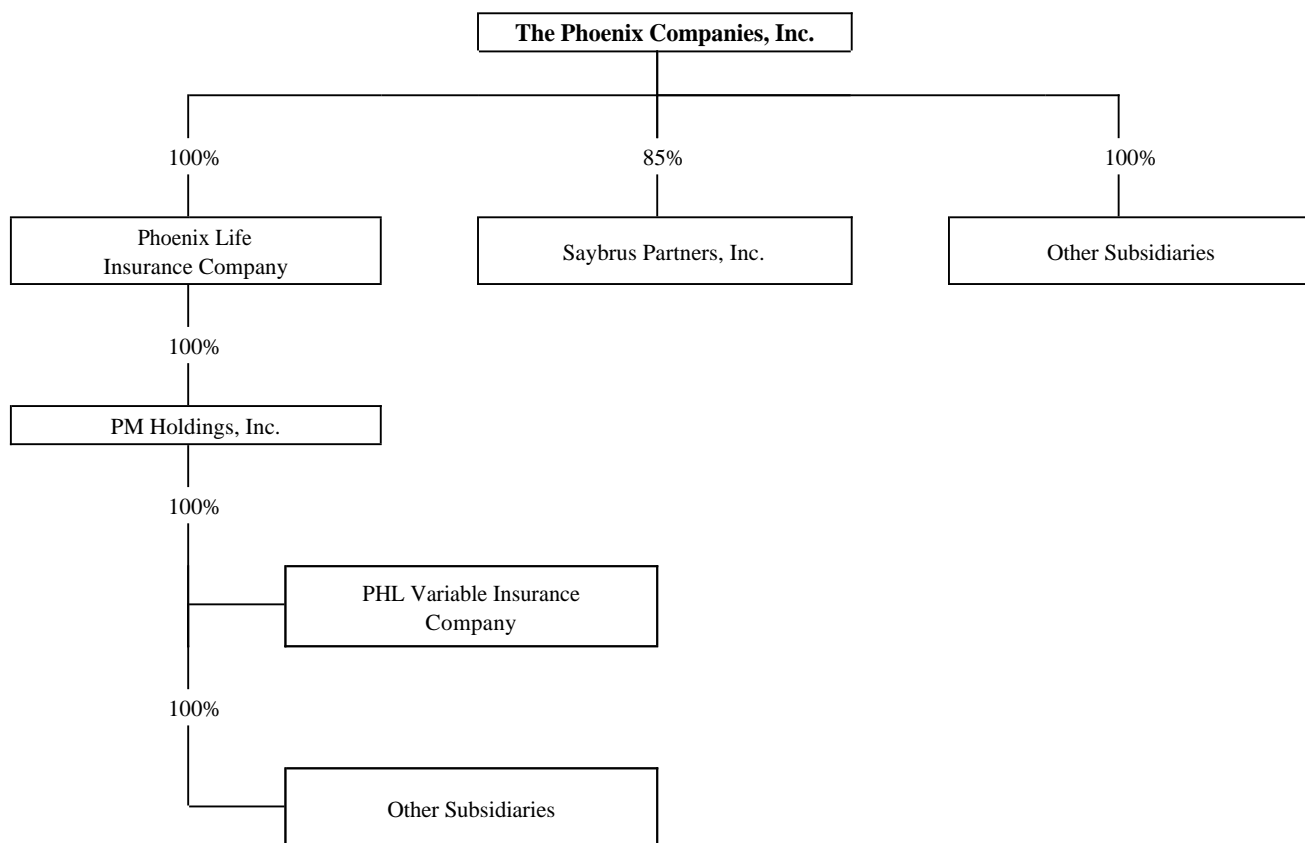 The Phoenix Companies, Inc.
100%
85%
100%
Phoenix Life
Insurance Company
Saybrus Partners, Inc.
Other Subsidiaries
100%
PM Holdings, Inc.
100%
PHL Variable Insurance
Company
100%
Other Subsidiaries